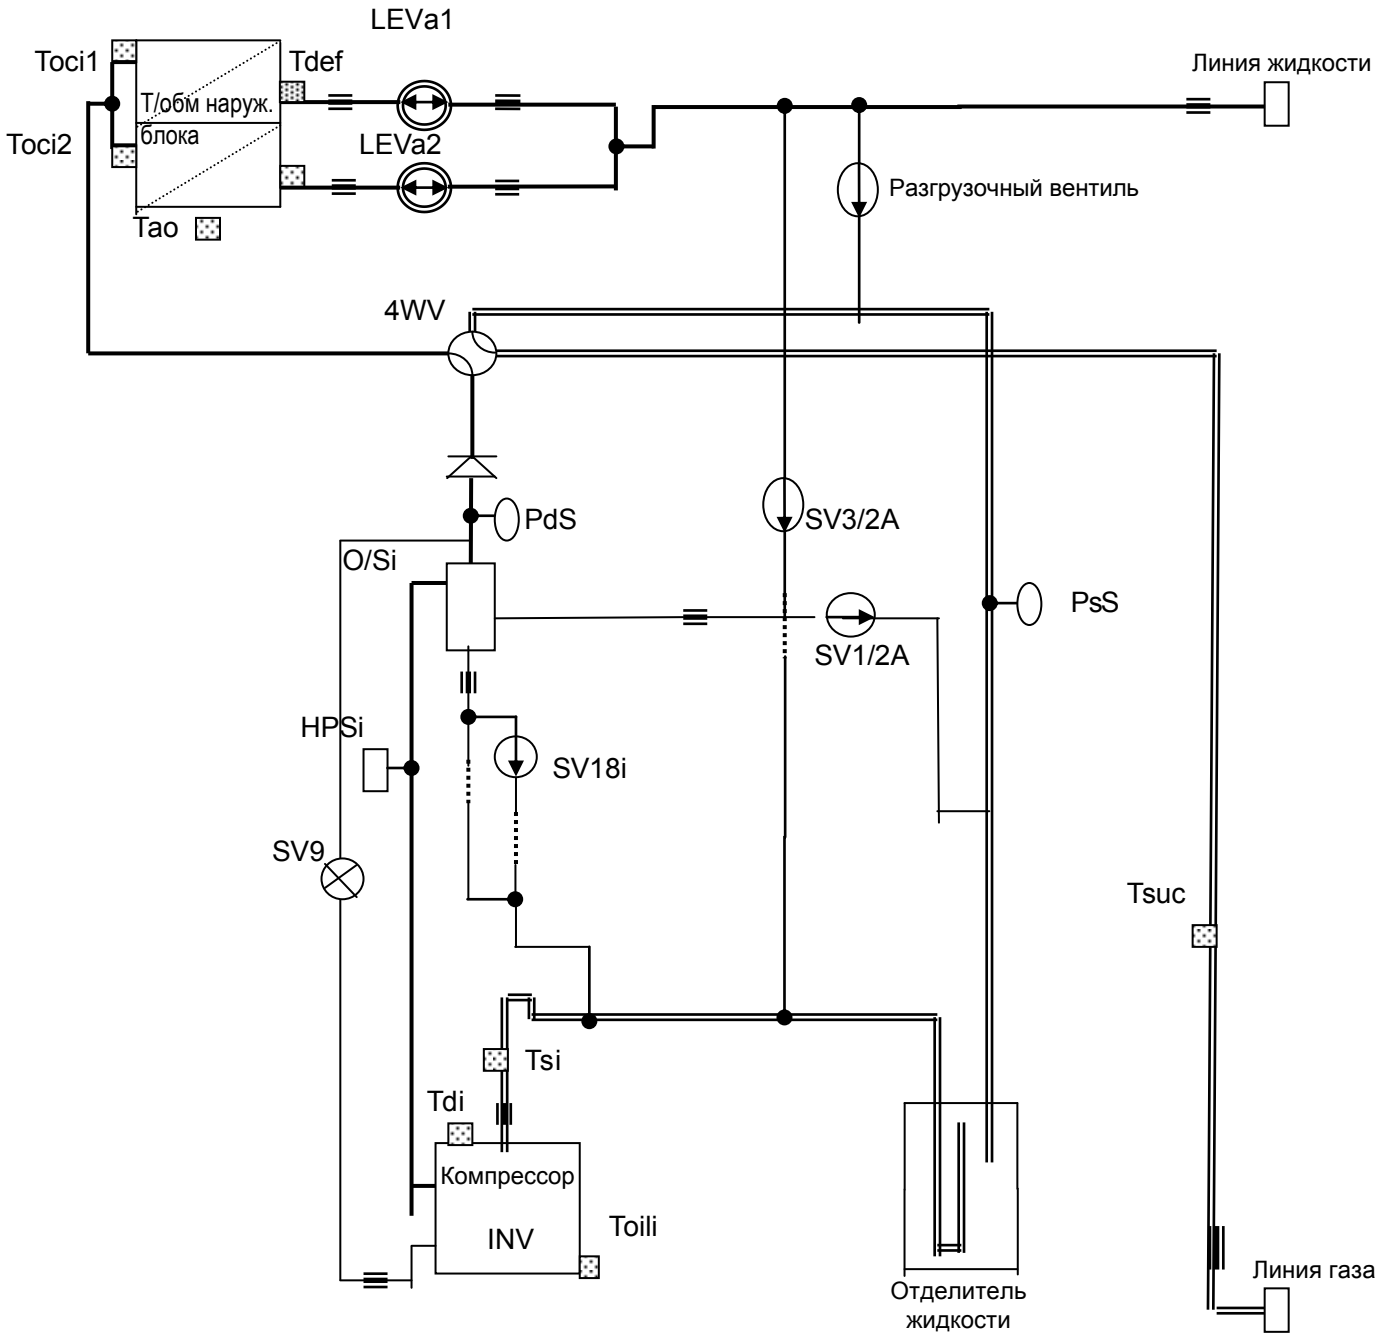 LEVa1
Toci1
Tdef
Линия жидкости
Т/обм наруж.
блока
Toci2
LEVa2
Разгрузочный вентиль
Tao
4WV
PdS
SV3/2A
O/Si
PsS
SV1/2A
HPSi
SV18i
SV9
Tsuc
Tsi
Tdi
Компрессор
Toili
INV
Линия газа
Отделитель
жидкости